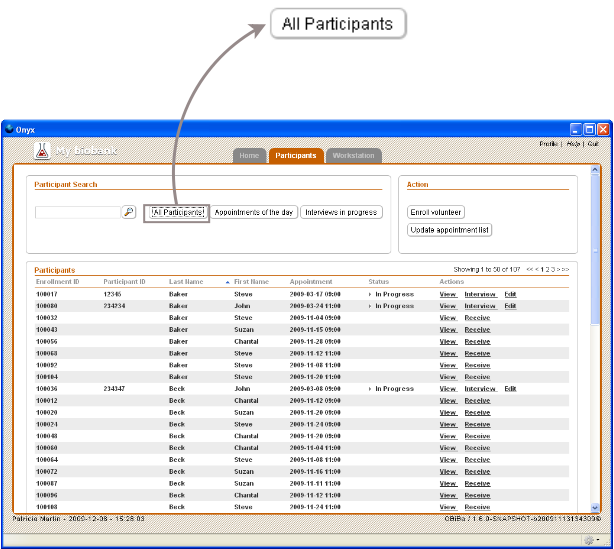 All Participants
Onyx
Profile | Help | Quit
My biobank
Home Participants Workstation
Participant Search Action
All Participants Appointments of the day Interviews in progress Enroll volunteer
Update appointment list
Participants Showing 1 to 50 of 107 << < 1 2 3 > >>
Enrollment ID Participant ID Last Name First Name Appointment Status Actions
100017 12345 Baker Steve 2009-03-17 09:00 In Progress View Interview Edit
100080 234234 Baker John 2009-03-24 11:00 In Progress View Interview Edit
100032 Baker Steve 2009-11-04 09:00 View Receive
100043 Baker Suzan 2009-11-15 09:00 View Receive
100056 Baker Chantal 2009-11-28 09:00 View Receive
100068 Baker Steve 2009-11-12 11:00 View Receive
100092 Baker Steve 2009-11-08 11:00 View Receive
100104 Baker Steve 2009-11-20 11:00 View Receive
100036 234347 Beck John 2009-03-08 09:00 In Progress View Interview Edit
100012 Beck Chantal 2009-11-12 09:00 View Receive
100020 Beck Suzan 2009-11-20 09:00 View Receive
100024 Beck Steve 2009-11-24 09:00 View Receive
100048 Beck Chantal 2009-11-20 09:00 View Receive
100060 Beck Chantal 2009-11-04 11:00 View Receive
100064 Beck Steve 2009-11-08 11:00 View Receive
100072 Beck Suzan 2009-11-16 11:00 View Receive
100087 Beck Suzan 2009-11-11 11:00 View Receive
100096 Beck Chantal 2009-11-12 11:00 View Receive
100108 Beck Steve 2009-11-24 11:00 View Receive
Patricio Martin - 2009-12-08 - 15:28:03 OBiBa / 1.6.0-SNAPSHOT-b20091113134309©